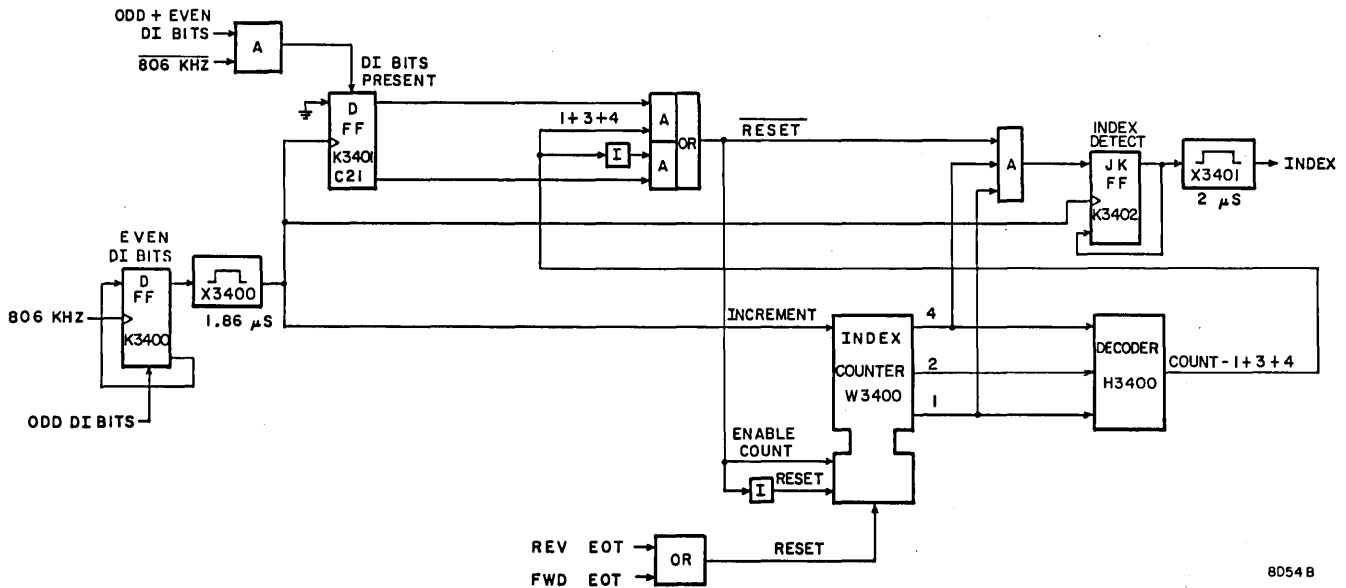 ODD + EVEN
DI BITS
806 KHZ
A
DI BITS
PRESENT
D
FF
K3401
C21
1+3+4
I
A
A
OR
RESET
A
INDEX
DETECT
JK
FF
K3402
X3401
2 μS
INDEX
EVEN
DI BITS
D
FF
K3400
806 KHZ
X3400
1.86 μS
ODD DI BITS
INCREMENT
INDEX
COUNTER
W3400
4
2
1
DECODER
H3400
COUNT-1+3+4
ENABLE
COUNT
I
RESET
REV EOT
FWD EOT
OR
RESET
8D54B